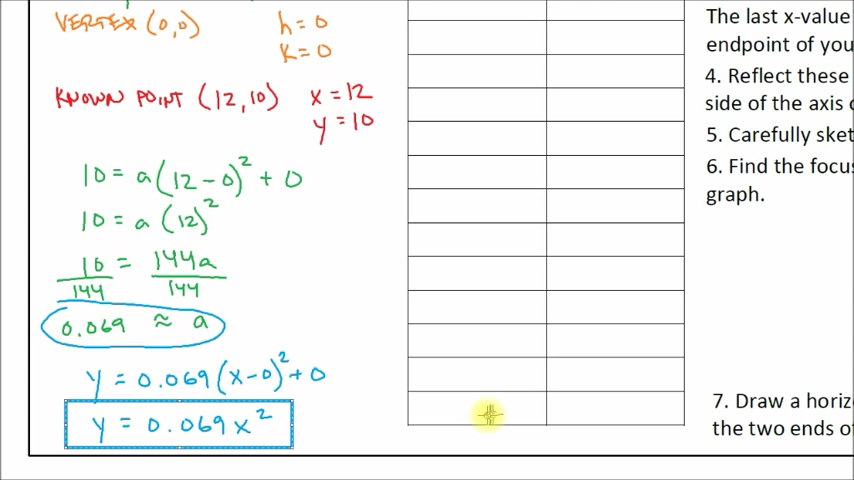 VERTEX (0,0)
h = 0
K = 0
KNOWN POINT (12,10)
x = 12
y = 10
10 = a(12-0)² + 0
10 = a(12)²
10/144 = 144a/144
0.069 ≈ a
y = 0.069(x-0)² + 0
y = 0.069x²
The last x-value
endpoint of you
4. Reflect these
side of the axis o
5. Carefully sket
6. Find the focu
graph.
7. Draw a horiz
the two ends of